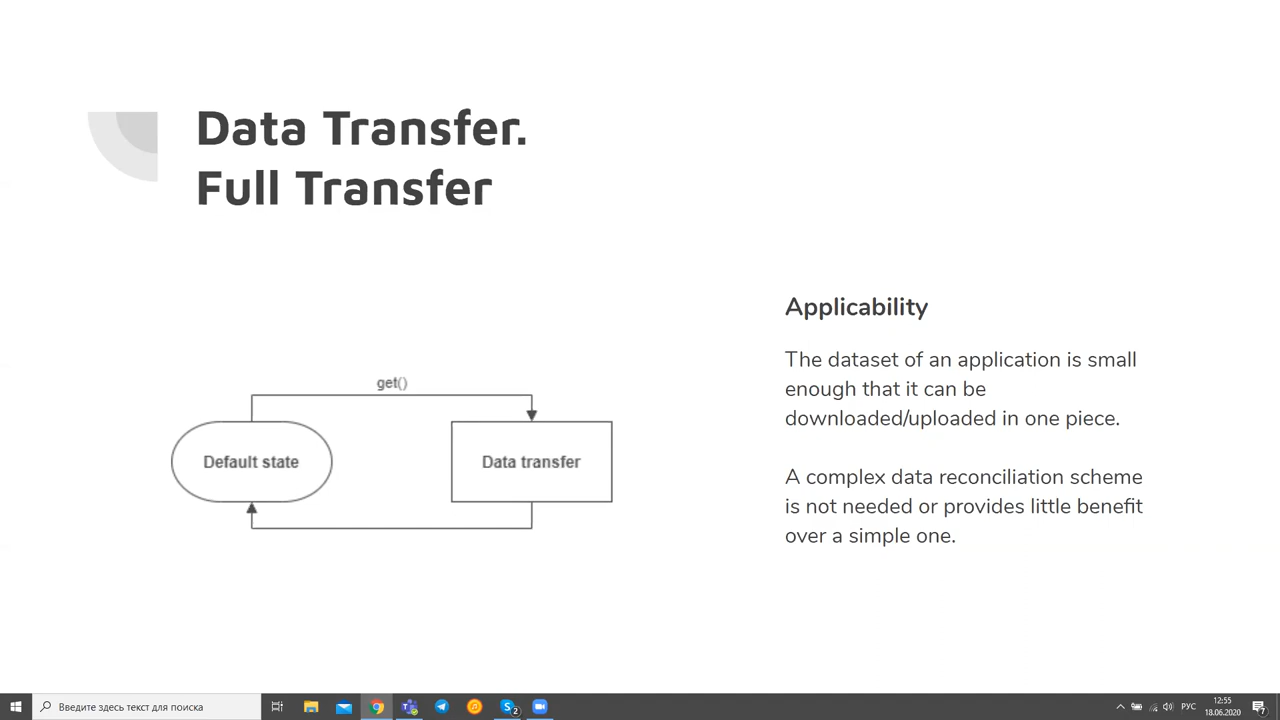 Data Transfer.
Full Transfer
Applicability
The dataset of an application is small
enough that it can be
downloaded/uploaded in one piece.
A complex data reconciliation scheme
is not needed or provides little benefit
over a simple one.
get()
Default state
Data transfer
Введите здесь текст для поиска
2
РУС
12:55
18.06.2020
7